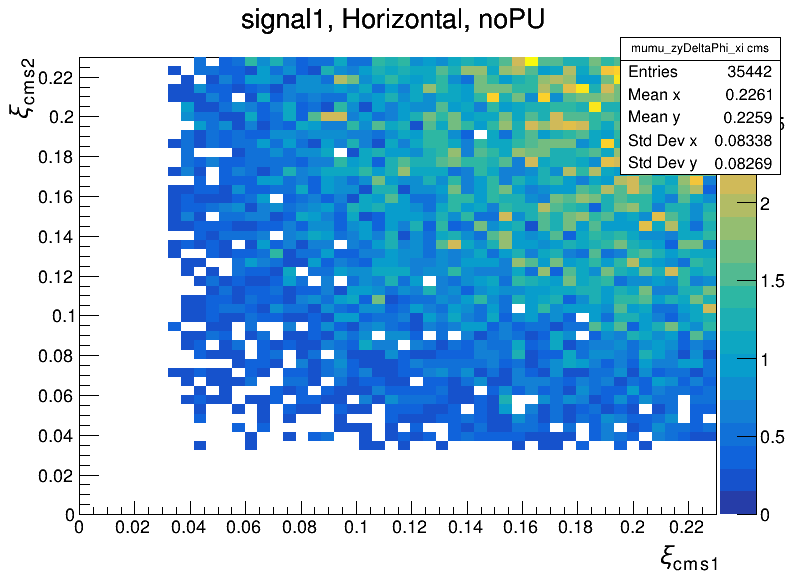 signal1, Horizontal, noPU
mumu_zyDeltaPhi_xi cms
Entries 35442
Mean x 0.2261
Mean y 0.2259
Std Dev x 0.08338
Std Dev y 0.08269
ξcms2
0.22
0.2
0.18
0.16
0.14
0.12
0.1
0.08
0.06
0.04
0.02
0
0 0.02 0.04 0.06 0.08 0.1 0.12 0.14 0.16 0.18 0.2 0.22
ξcms1
2
1.5
1
0.5
0